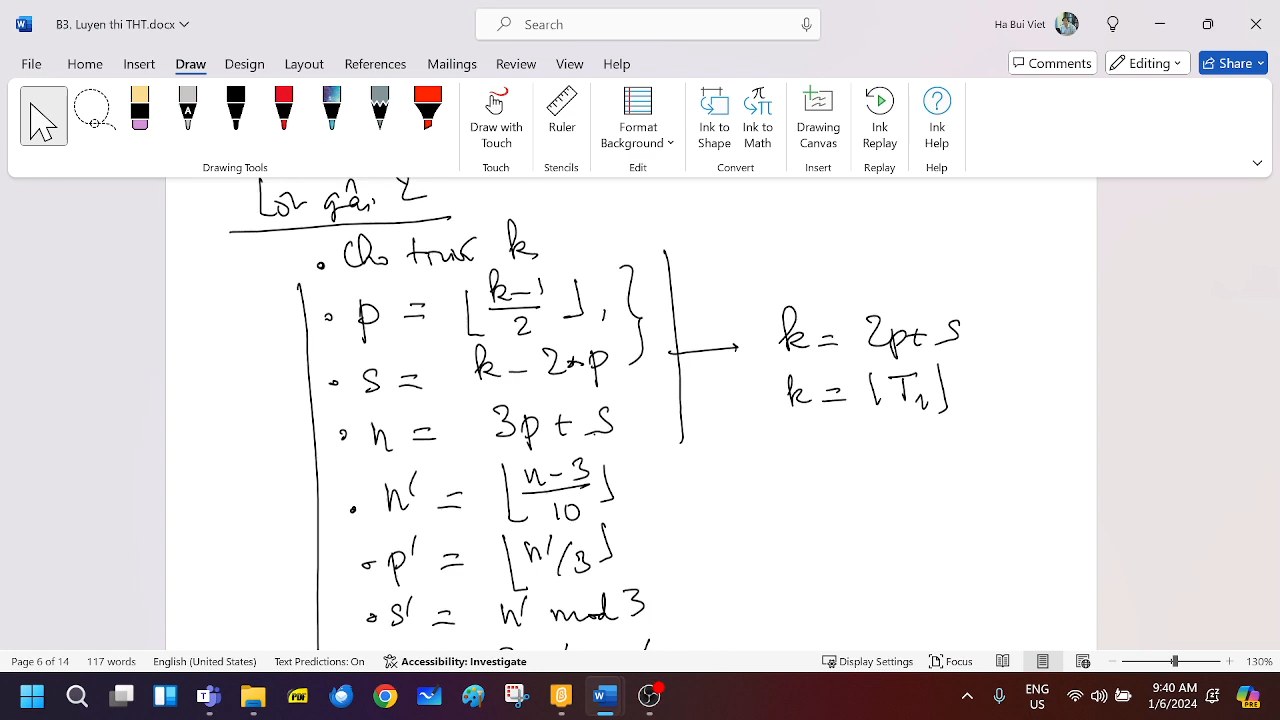 B3. Luyen thi THT.docx
Search
Ha Bui Viet
File Home Insert Draw Design Layout References Mailings Review View Help
Comments Editing Share
Draw with Touch
Ruler
Format Background
Ink to Shape
Ink to Math
Drawing Canvas
Ink Replay
Ink Help
Drawing Tools Touch Stencils Edit Convert Insert Replay Help
Lời giải 2
. Cho trước k
. p = ⌊(k-1)/2⌋,
. s = k - 2*p
. n = 3p + s
. n' = ⌊(n-3)/10⌋
. p' = ⌊n'/3⌋
. s' = n' mod 3
k = 2p+s
k = ⌊T₂⌋
Page 6 of 14 117 words English (United States) Text Predictions: On Accessibility: Investigate Display Settings Focus 130%
ENG
9:40 AM
1/6/2024
PDF
PRE